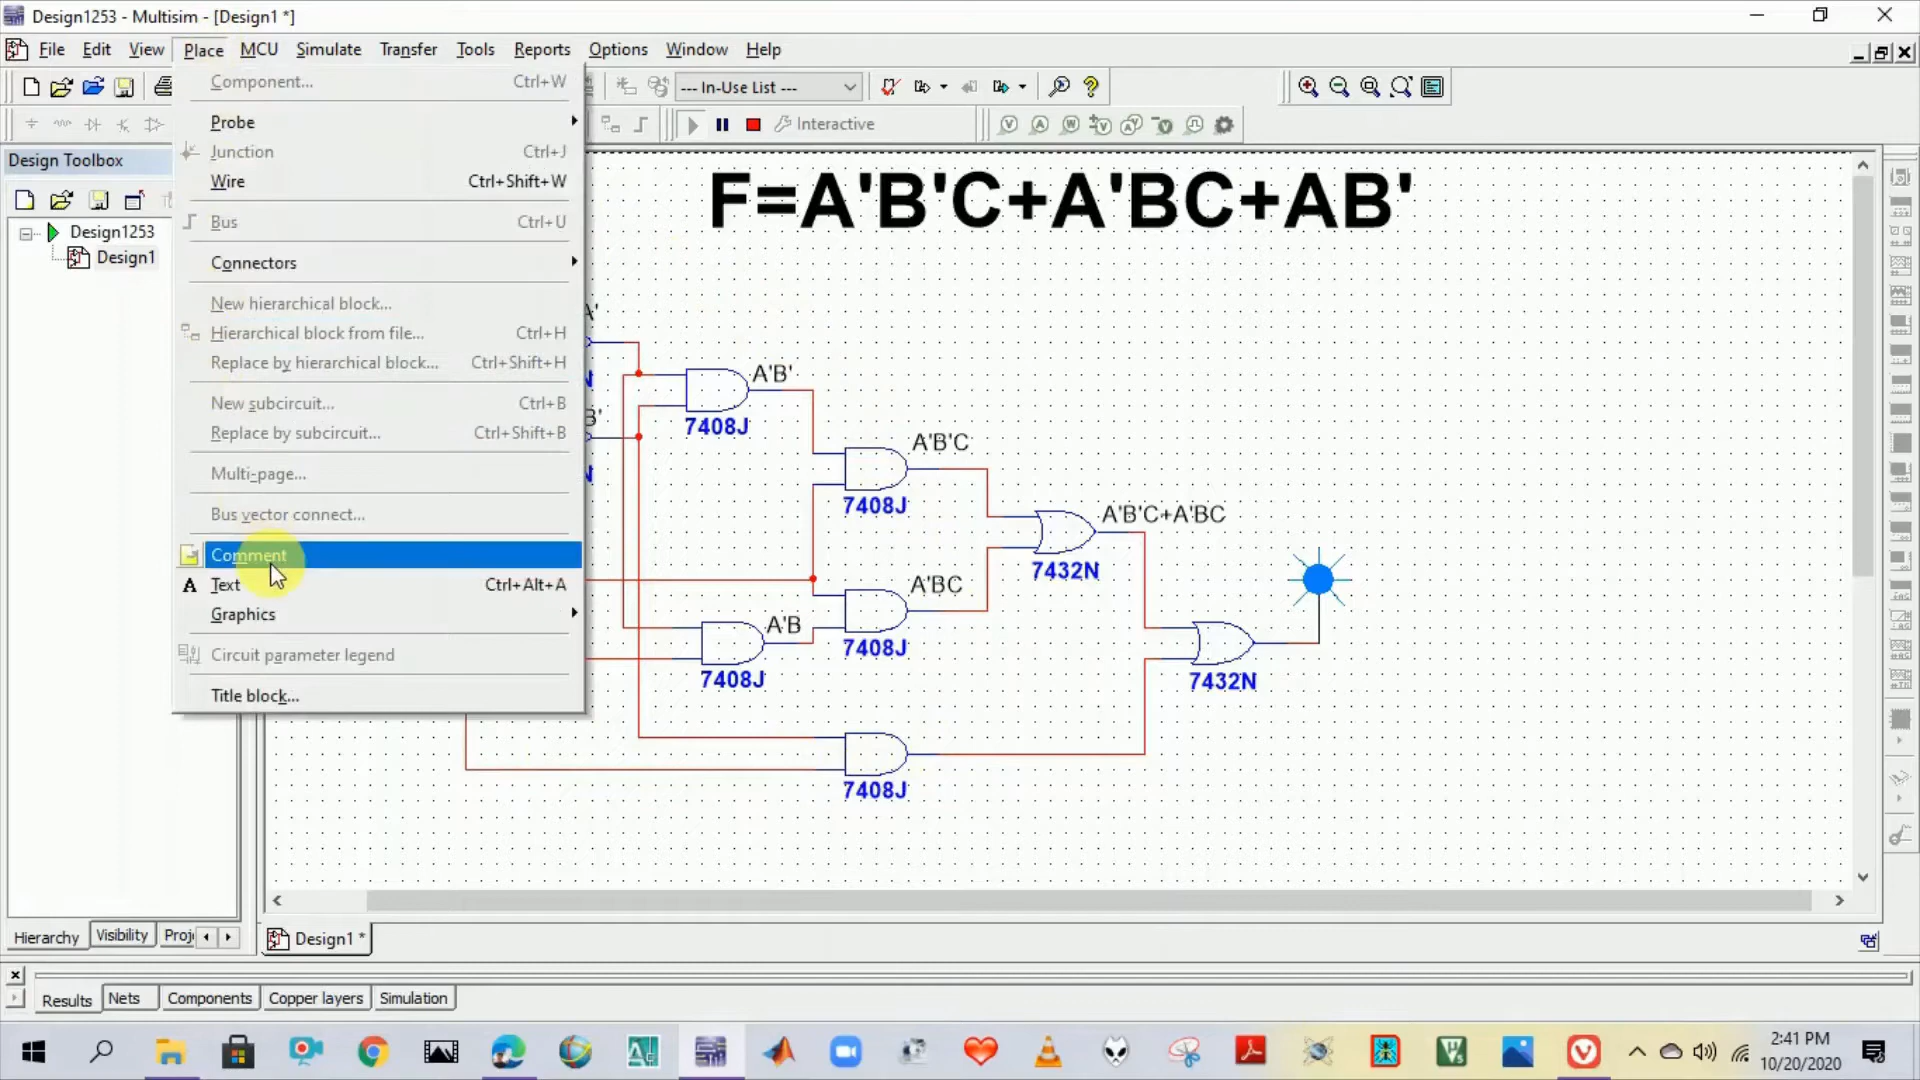 Design1253 - Multisim - [Design1 *]
File Edit View Place MCU Simulate Transfer Tools Reports Options Window Help
--- In-Use List ---
Interactive
Design Toolbox
Design1253
Design1
Component... Ctrl+W
Probe
Junction Ctrl+J
Wire Ctrl+Shift+W
Bus Ctrl+U
Connectors
New hierarchical block...
Hierarchical block from file... Ctrl+H
Replace by hierarchical block... Ctrl+Shift+H
New subcircuit... Ctrl+B
Replace by subcircuit... Ctrl+Shift+B
Multi-page...
Bus vector connect...
Comment
A Text Ctrl+Alt+A
Graphics
Circuit parameter legend
Title block...
F=A'B'C+A'BC+AB'
A'
N
B'
N
A'B'
7408J
A'B'C
7408J
A'B'C+A'BC
7432N
A'BC
7408J
A'B
7408J
7432N
7408J
Hierarchy Visibility Proj
Design1 *
Results Nets Components Copper layers Simulation
2:41 PM
10/20/2020